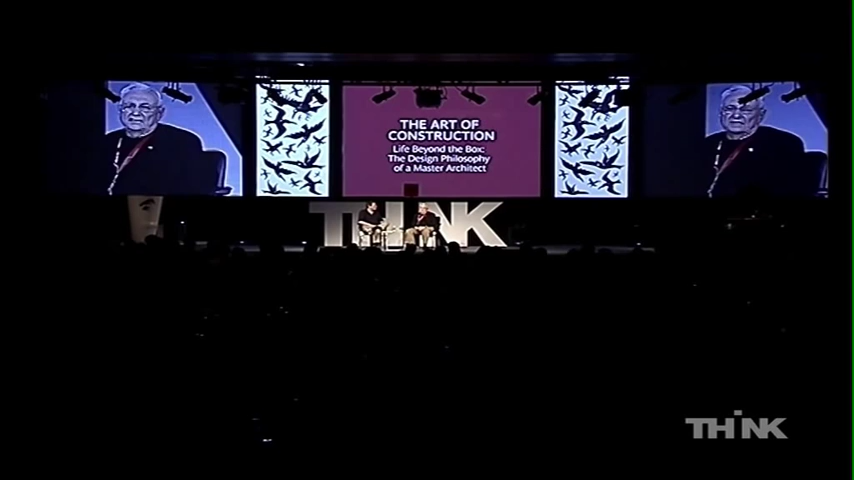 THE ART OF
CONSTRUCTION
Life Beyond the Box:
The Design Philosophy
of a Master Architect
THINK
THINK